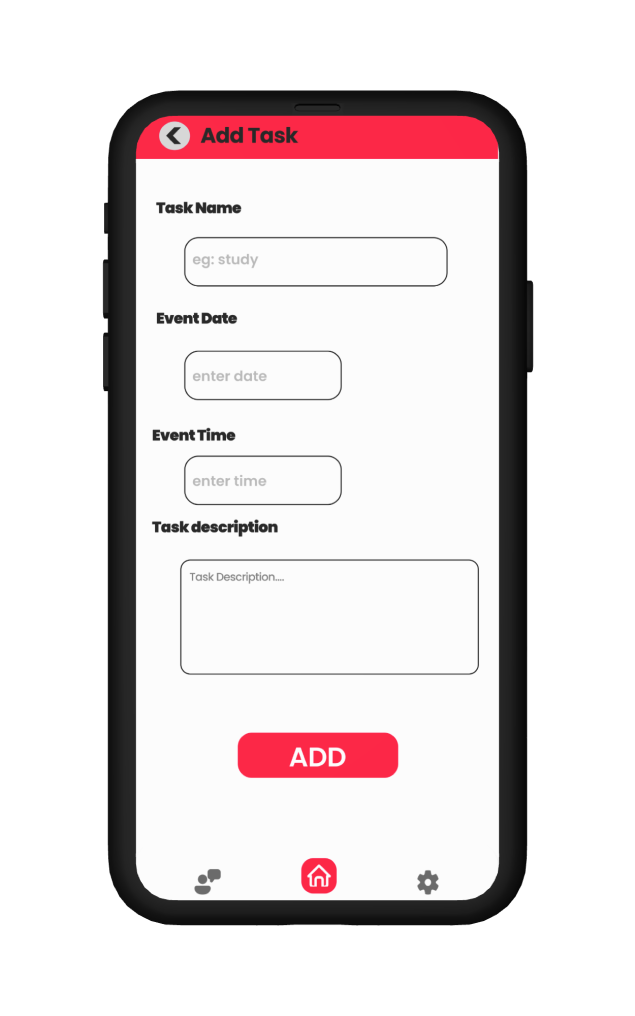 Add Task
Task Name
eg: study
Event Date
enter date
Event Time
enter time
Task description
Task Description....
ADD